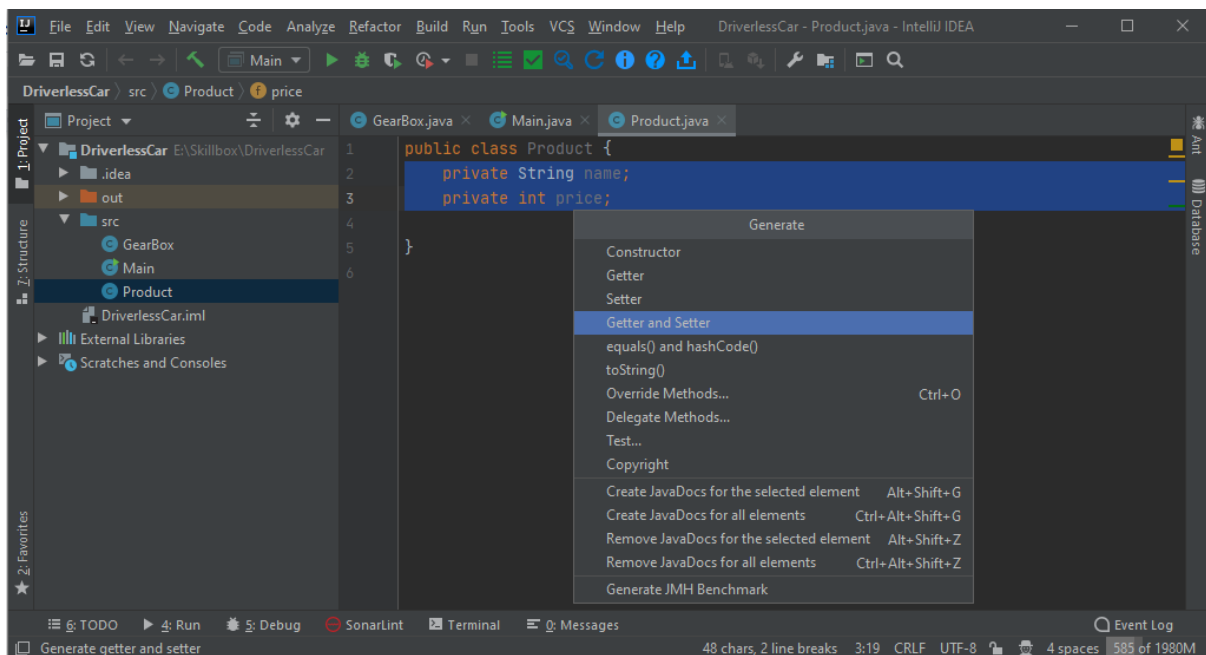 File Edit View Navigate Code Analyze Refactor Build Run Tools VCS Window Help DriverlessCar - Product.java - IntelliJ IDEA
Main
DriverlessCar src Product price
Project
GearBox.java Main.java Product.java
1: Project
7: Structure
2: Favorites
DriverlessCar E:\Skillbox\DriverlessCar
.idea
out
src
GearBox
Main
Product
DriverlessCar.iml
External Libraries
Scratches and Consoles
1 public class Product {
2 private String name;
3 private int price;
4
5 }
6
Generate
Constructor
Getter
Setter
Getter and Setter
equals() and hashCode()
toString()
Override Methods... Ctrl+O
Delegate Methods...
Test...
Copyright
Create JavaDocs for the selected element Alt+Shift+G
Create JavaDocs for all elements Ctrl+Alt+Shift+G
Remove JavaDocs for the selected element Alt+Shift+Z
Remove JavaDocs for all elements Ctrl+Alt+Shift+Z
Generate JMH Benchmark
Ant
Database
6: TODO 4: Run 5: Debug SonarLint Terminal 0: Messages Event Log
Generate getter and setter 48 chars, 2 line breaks 3:19 CRLF UTF-8 4 spaces 585 of 1980M